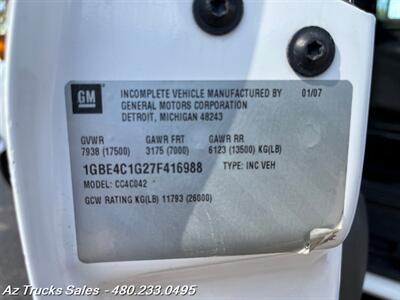 GM
INCOMPLETE VEHICLE MANUFACTURED BY 01/07
GENERAL MOTORS CORPORATION
DETROIT, MICHIGAN 48243
GVWR GAWR FRT GAWR RR
7938 (17500) 3175 (7000) 6123 (13500) KG(LB)
1GBE4C1G27F416988 TYPE: INC VEH
MODEL: CC4C042
GCW RATING KG(LB) 11793 (26000)
Az Trucks Sales - 480.233.0495